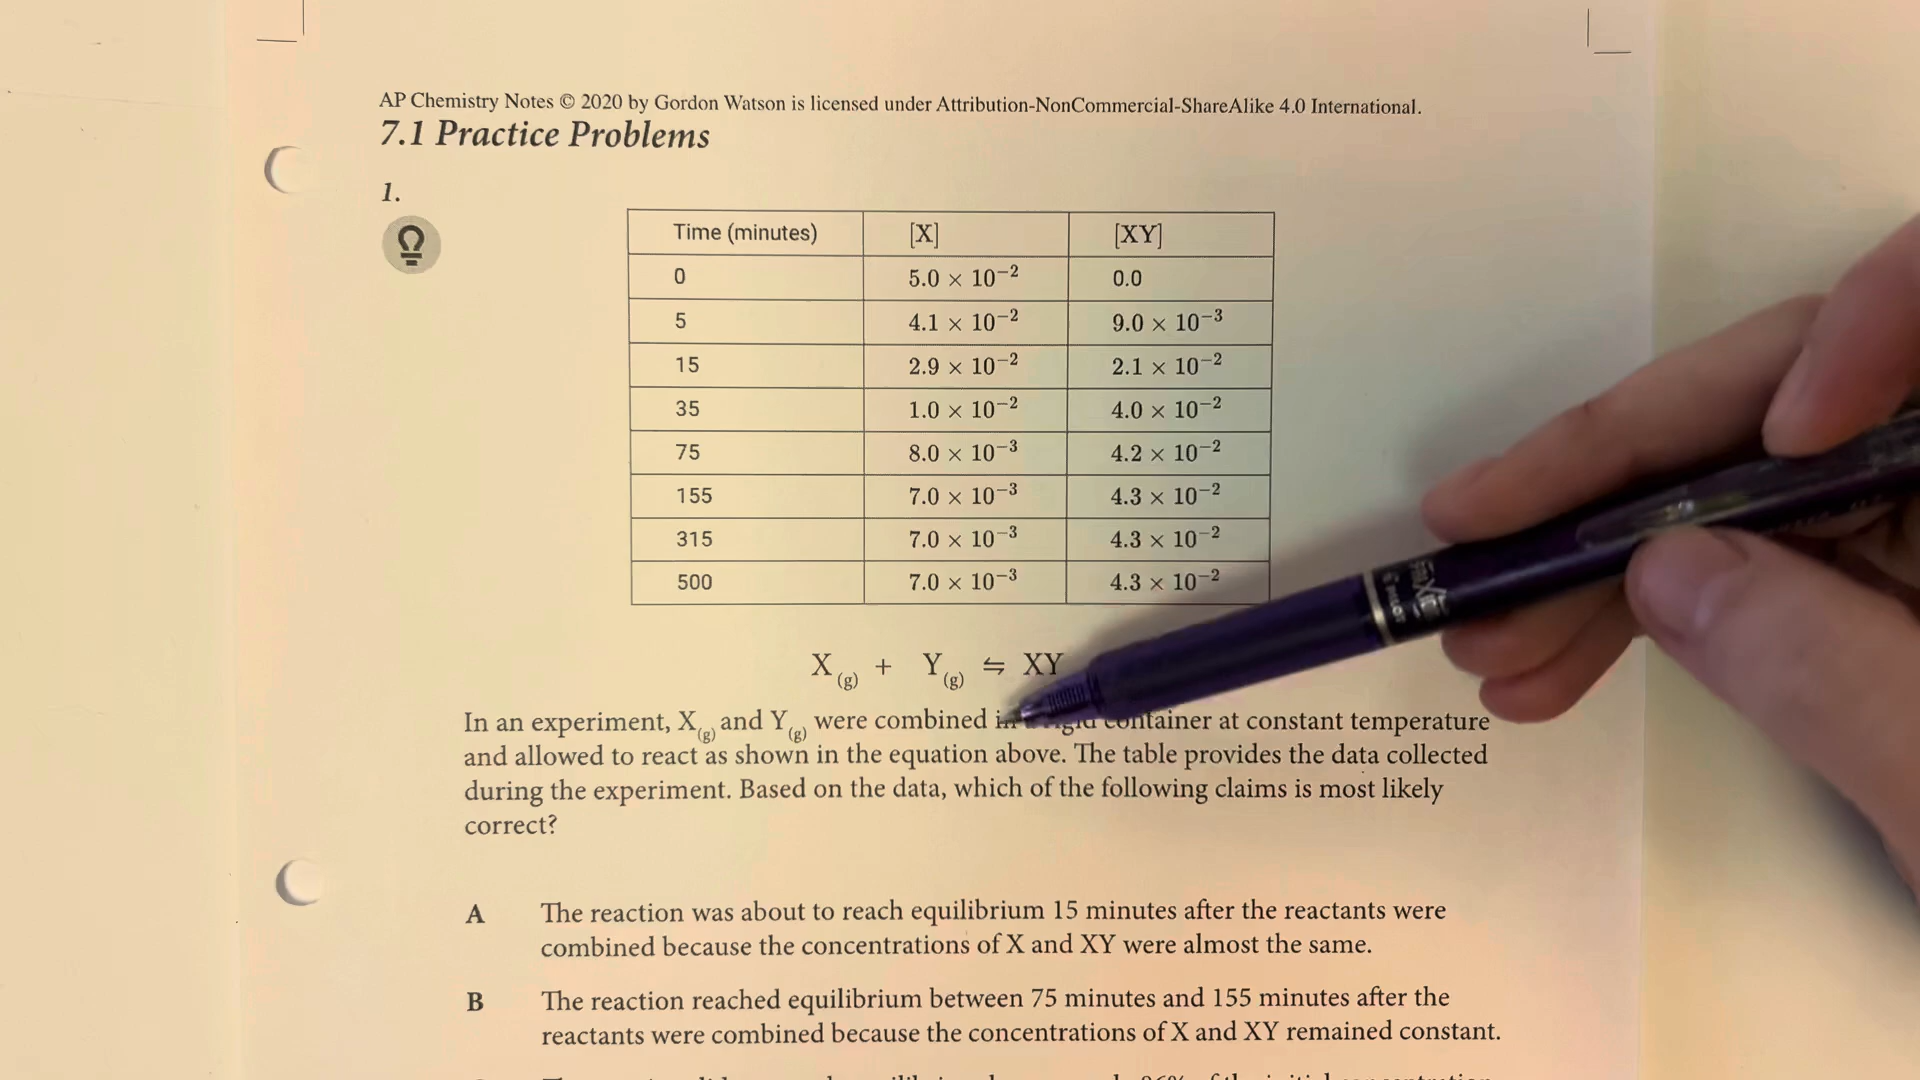 AP Chemistry Notes © 2020 by Gordon Watson is licensed under Attribution-NonCommercial-ShareAlike 4.0 International.
7.1 Practice Problems
1.
Time (minutes) [X] [XY]
0 5.0 × 10⁻² 0.0
5 4.1 × 10⁻² 9.0 × 10⁻³
15 2.9 × 10⁻² 2.1 × 10⁻²
35 1.0 × 10⁻² 4.0 × 10⁻²
75 8.0 × 10⁻³ 4.2 × 10⁻²
155 7.0 × 10⁻³ 4.3 × 10⁻²
315 7.0 × 10⁻³ 4.3 × 10⁻²
500 7.0 × 10⁻³ 4.3 × 10⁻²
X(g) + Y(g) ⇋ XY
In an experiment, X(g) and Y(g) were combined container at constant temperature
and allowed to react as shown in the equation above. The table provides the data collected
during the experiment. Based on the data, which of the following claims is most likely
correct?
A The reaction was about to reach equilibrium 15 minutes after the reactants were
combined because the concentrations of X and XY were almost the same.
B The reaction reached equilibrium between 75 minutes and 155 minutes after the
reactants were combined because the concentrations of X and XY remained constant.
PILOT